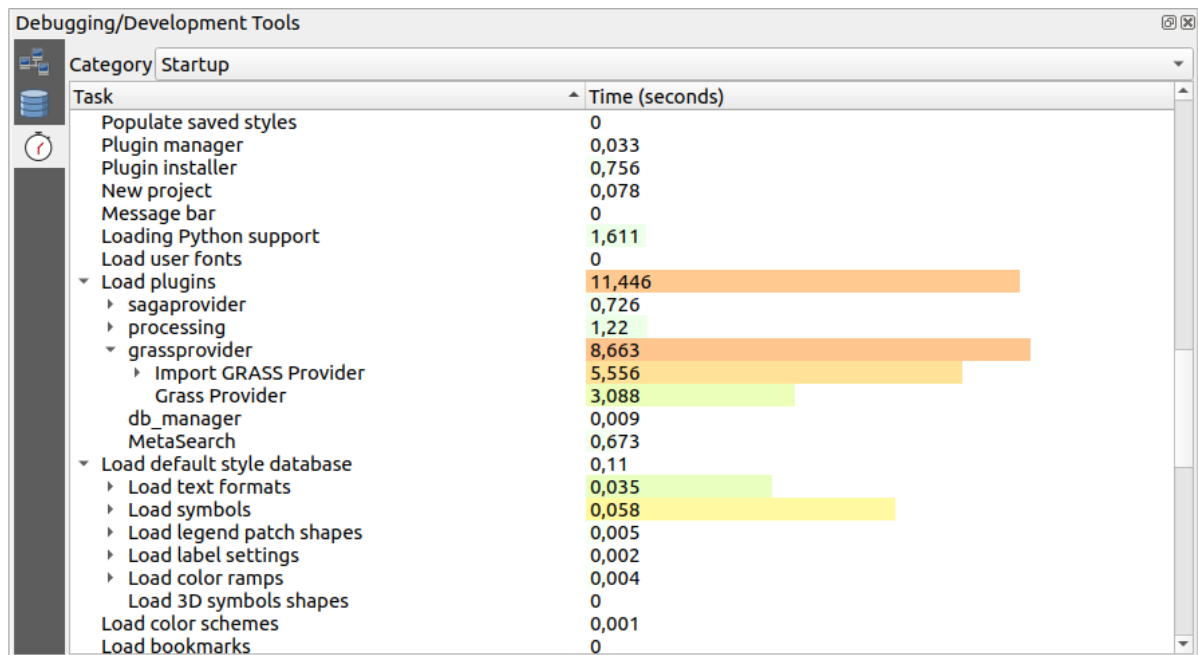 Debugging/Development Tools
Category Startup
Task Time (seconds)
Populate saved styles 0
Plugin manager 0,033
Plugin installer 0,756
New project 0,078
Message bar 0
Loading Python support 1,611
Load user fonts 0
Load plugins 11,446
sagaprovider 0,726
processing 1,22
grassprovider 8,663
Import GRASS Provider 5,556
Grass Provider 3,088
db_manager 0,009
MetaSearch 0,673
Load default style database 0,11
Load text formats 0,035
Load symbols 0,058
Load legend patch shapes 0,005
Load label settings 0,002
Load color ramps 0,004
Load 3D symbols shapes 0
Load color schemes 0,001
Load bookmarks 0